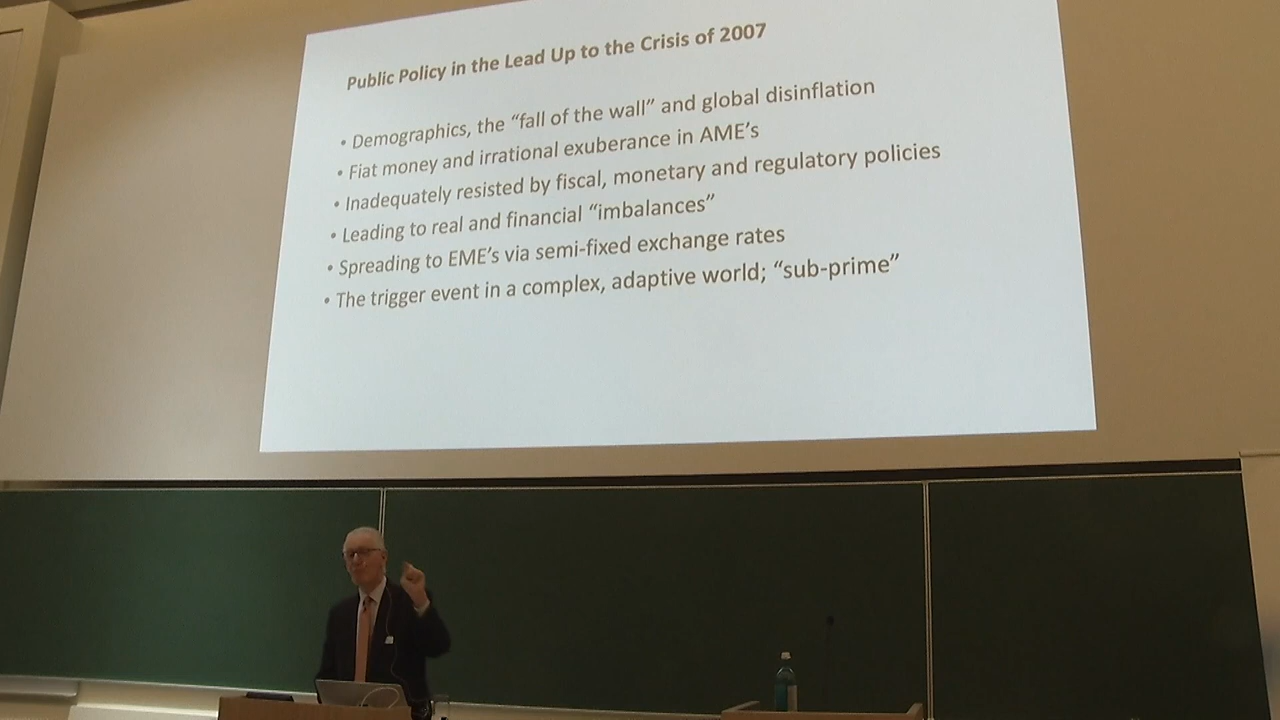 Public Policy in the Lead Up to the Crisis of 2007
• Demographics, the “fall of the wall” and global disinflation
• Fiat money and irrational exuberance in AME’s
• Inadequately resisted by fiscal, monetary and regulatory policies
• Leading to real and financial “imbalances”
• Spreading to EME’s via semi-fixed exchange rates
• The trigger event in a complex, adaptive world; “sub-prime”